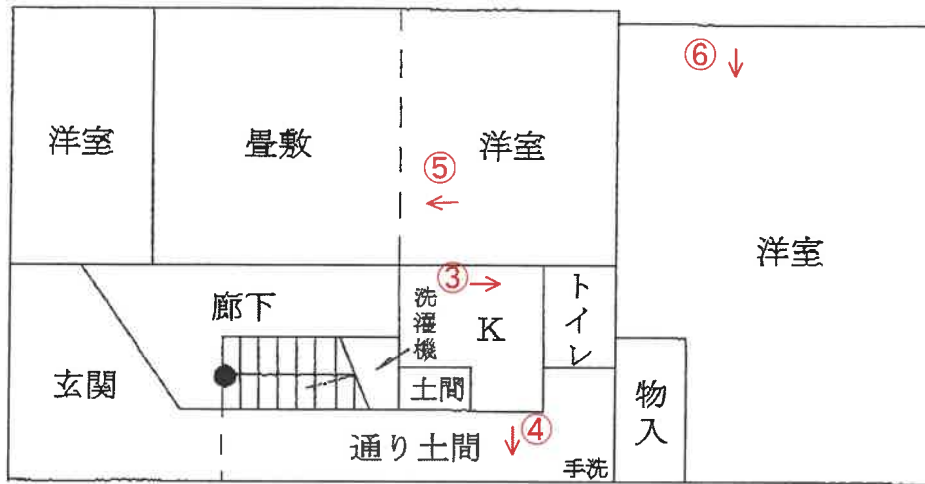 ⑥
洋室
畳敷
洋室
⑤
洋室
③
廊下
洗濯機
K
トイレ
玄関
土間
物入
④
通り土間
手洗